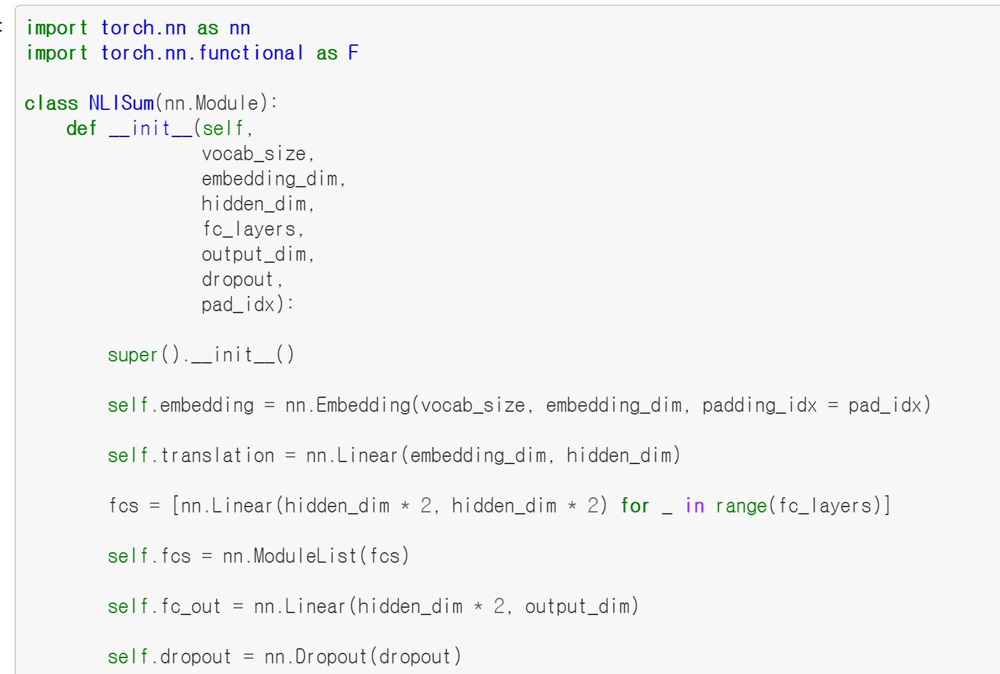 import torch.nn as nn
import torch.nn.functional as F
class NLISum(nn.Module):
def __init__(self,
vocab_size,
embedding_dim,
hidden_dim,
fc_layers,
output_dim,
dropout,
pad_idx):
super().__init__()
self.embedding = nn.Embedding(vocab_size, embedding_dim, padding_idx = pad_idx)
self.translation = nn.Linear(embedding_dim, hidden_dim)
fcs = [nn.Linear(hidden_dim * 2, hidden_dim * 2) for _ in range(fc_layers)]
self.fcs = nn.ModuleList(fcs)
self.fc_out = nn.Linear(hidden_dim * 2, output_dim)
self.dropout = nn.Dropout(dropout)